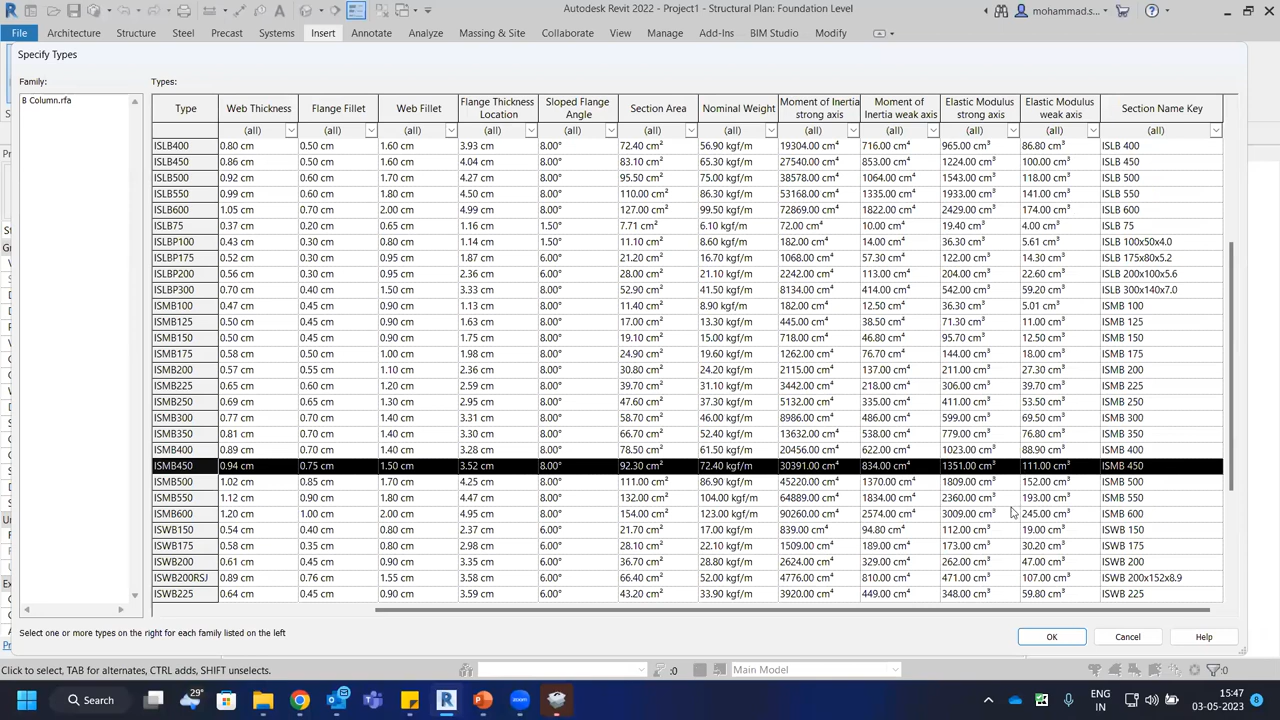 Autodesk Revit 2022 - Project1 - Structural Plan: Foundation Level
mohammad.s...
File Architecture Structure Steel Precast Systems Insert Annotate Analyze Massing & Site Collaborate View Manage Add-Ins BIM Studio Modify
Specify Types
Family:
Types:
B Column.rfa
Type Web Thickness Flange Fillet Web Fillet Flange Thickness Location Sloped Flange Angle Section Area Nominal Weight Moment of Inertia strong axis Moment of Inertia weak axis Elastic Modulus strong axis Elastic Modulus weak axis Section Name Key
(all) (all) (all) (all) (all) (all) (all) (all) (all) (all) (all) (all)
ISLB400 0.80 cm 0.50 cm 1.60 cm 3.93 cm 8.00° 72.40 cm² 56.90 kgf/m 19304.00 cm⁴ 716.00 cm⁴ 965.00 cm³ 86.80 cm³ ISLB 400
ISLB450 0.86 cm 0.60 cm 1.60 cm 4.04 cm 8.00° 83.10 cm² 65.30 kgf/m 27540.00 cm⁴ 853.00 cm⁴ 1224.00 cm³ 100.00 cm³ ISLB 450
ISLB500 0.92 cm 0.60 cm 1.70 cm 4.27 cm 8.00° 95.50 cm² 75.00 kgf/m 38578.00 cm⁴ 1064.00 cm⁴ 1543.00 cm³ 118.00 cm³ ISLB 500
ISLB550 0.99 cm 0.60 cm 1.80 cm 4.50 cm 8.00° 110.00 cm² 86.30 kgf/m 53168.00 cm⁴ 1335.00 cm⁴ 1933.00 cm³ 141.00 cm³ ISLB 550
ISLB600 1.05 cm 0.70 cm 2.00 cm 4.99 cm 8.00° 127.00 cm² 99.50 kgf/m 72869.00 cm⁴ 1822.00 cm⁴ 2429.00 cm³ 174.00 cm³ ISLB 600
ISLB75 0.37 cm 0.20 cm 0.65 cm 1.16 cm 1.50° 7.71 cm² 6.10 kgf/m 72.00 cm⁴ 10.00 cm⁴ 19.40 cm³ 4.00 cm³ ISLB 75
ISLBP100 0.43 cm 0.30 cm 0.80 cm 1.14 cm 1.50° 11.10 cm² 8.60 kgf/m 182.00 cm⁴ 14.00 cm⁴ 36.30 cm³ 5.61 cm³ ISLB 100x50x4.0
ISLBP175 0.52 cm 0.30 cm 0.95 cm 1.87 cm 6.00° 21.20 cm² 16.70 kgf/m 1068.00 cm⁴ 57.30 cm⁴ 122.00 cm³ 14.30 cm³ ISLB 175x80x5.2
ISLBP200 0.56 cm 0.30 cm 0.95 cm 2.36 cm 6.00° 28.00 cm² 21.10 kgf/m 2242.00 cm⁴ 113.00 cm⁴ 204.00 cm³ 22.60 cm³ ISLB 200x100x5.6
ISLBP300 0.70 cm 0.40 cm 1.50 cm 3.33 cm 8.00° 52.90 cm² 41.50 kgf/m 8134.00 cm⁴ 414.00 cm⁴ 542.00 cm³ 59.20 cm³ ISLB 300x140x7.0
ISMB100 0.47 cm 0.45 cm 0.90 cm 1.13 cm 8.00° 11.40 cm² 8.90 kgf/m 182.00 cm⁴ 12.50 cm⁴ 36.30 cm³ 5.01 cm³ ISMB 100
ISMB125 0.50 cm 0.45 cm 0.90 cm 1.63 cm 8.00° 17.00 cm² 13.30 kgf/m 445.00 cm⁴ 38.50 cm⁴ 71.30 cm³ 11.00 cm³ ISMB 125
ISMB150 0.50 cm 0.45 cm 0.90 cm 1.75 cm 8.00° 19.10 cm² 15.00 kgf/m 718.00 cm⁴ 46.80 cm⁴ 95.70 cm³ 12.50 cm³ ISMB 150
ISMB175 0.58 cm 0.50 cm 1.00 cm 1.98 cm 8.00° 24.90 cm² 19.60 kgf/m 1262.00 cm⁴ 76.70 cm⁴ 144.00 cm³ 18.00 cm³ ISMB 175
ISMB200 0.57 cm 0.55 cm 1.10 cm 2.36 cm 8.00° 30.80 cm² 24.20 kgf/m 2115.00 cm⁴ 137.00 cm⁴ 211.00 cm³ 27.30 cm³ ISMB 200
ISMB225 0.65 cm 0.60 cm 1.20 cm 2.59 cm 8.00° 39.70 cm² 31.10 kgf/m 3442.00 cm⁴ 218.00 cm⁴ 306.00 cm³ 39.70 cm³ ISMB 225
ISMB250 0.69 cm 0.65 cm 1.30 cm 2.95 cm 8.00° 47.60 cm² 37.30 kgf/m 5132.00 cm⁴ 335.00 cm⁴ 411.00 cm³ 53.50 cm³ ISMB 250
ISMB300 0.77 cm 0.70 cm 1.40 cm 3.31 cm 8.00° 58.70 cm² 46.00 kgf/m 8986.00 cm⁴ 486.00 cm⁴ 599.00 cm³ 69.50 cm³ ISMB 300
ISMB350 0.81 cm 0.70 cm 1.40 cm 3.30 cm 8.00° 66.70 cm² 52.40 kgf/m 13632.00 cm⁴ 538.00 cm⁴ 779.00 cm³ 76.80 cm³ ISMB 350
ISMB400 0.89 cm 0.70 cm 1.40 cm 3.28 cm 8.00° 78.50 cm² 61.50 kgf/m 20456.00 cm⁴ 622.00 cm⁴ 1023.00 cm³ 88.90 cm³ ISMB 400
ISMB450 0.94 cm 0.75 cm 1.50 cm 3.52 cm 8.00° 92.30 cm² 72.40 kgf/m 30391.00 cm⁴ 834.00 cm⁴ 1351.00 cm³ 111.00 cm³ ISMB 450
ISMB500 1.02 cm 0.85 cm 1.70 cm 4.25 cm 8.00° 111.00 cm² 86.90 kgf/m 45220.00 cm⁴ 1370.00 cm⁴ 1809.00 cm³ 152.00 cm³ ISMB 500
ISMB550 1.12 cm 0.90 cm 1.80 cm 4.47 cm 8.00° 132.00 cm² 104.00 kgf/m 64889.00 cm⁴ 1834.00 cm⁴ 2360.00 cm³ 193.00 cm³ ISMB 550
ISMB600 1.20 cm 1.00 cm 2.00 cm 4.95 cm 8.00° 154.00 cm² 123.00 kgf/m 90260.00 cm⁴ 2574.00 cm⁴ 3009.00 cm³ 245.00 cm³ ISMB 600
ISWB150 0.54 cm 0.40 cm 0.80 cm 2.37 cm 6.00° 21.70 cm² 17.00 kgf/m 839.00 cm⁴ 94.80 cm⁴ 112.00 cm³ 19.00 cm³ ISWB 150
ISWB175 0.58 cm 0.35 cm 0.80 cm 2.98 cm 6.00° 28.10 cm² 22.10 kgf/m 1509.00 cm⁴ 189.00 cm⁴ 173.00 cm³ 30.20 cm³ ISWB 175
ISWB200 0.61 cm 0.45 cm 0.90 cm 3.35 cm 6.00° 36.70 cm² 28.80 kgf/m 2624.00 cm⁴ 329.00 cm⁴ 262.00 cm³ 47.00 cm³ ISWB 200
ISWB200RSJ 0.89 cm 0.76 cm 1.55 cm 3.58 cm 8.00° 66.40 cm² 52.00 kgf/m 4776.00 cm⁴ 810.00 cm⁴ 471.00 cm³ 107.00 cm³ ISWB 200x152x8.9
ISWB225 0.64 cm 0.45 cm 0.90 cm 3.59 cm 6.00° 43.20 cm² 33.90 kgf/m 3920.00 cm⁴ 449.00 cm⁴ 348.00 cm³ 59.80 cm³ ISWB 225
Select one or more types on the right for each family listed on the left
OK Cancel Help
Click to select, TAB for alternates, CTRL adds, SHIFT unselects.
:0 Main Model :0
Search 29° ENG IN 15:47 03-05-2023